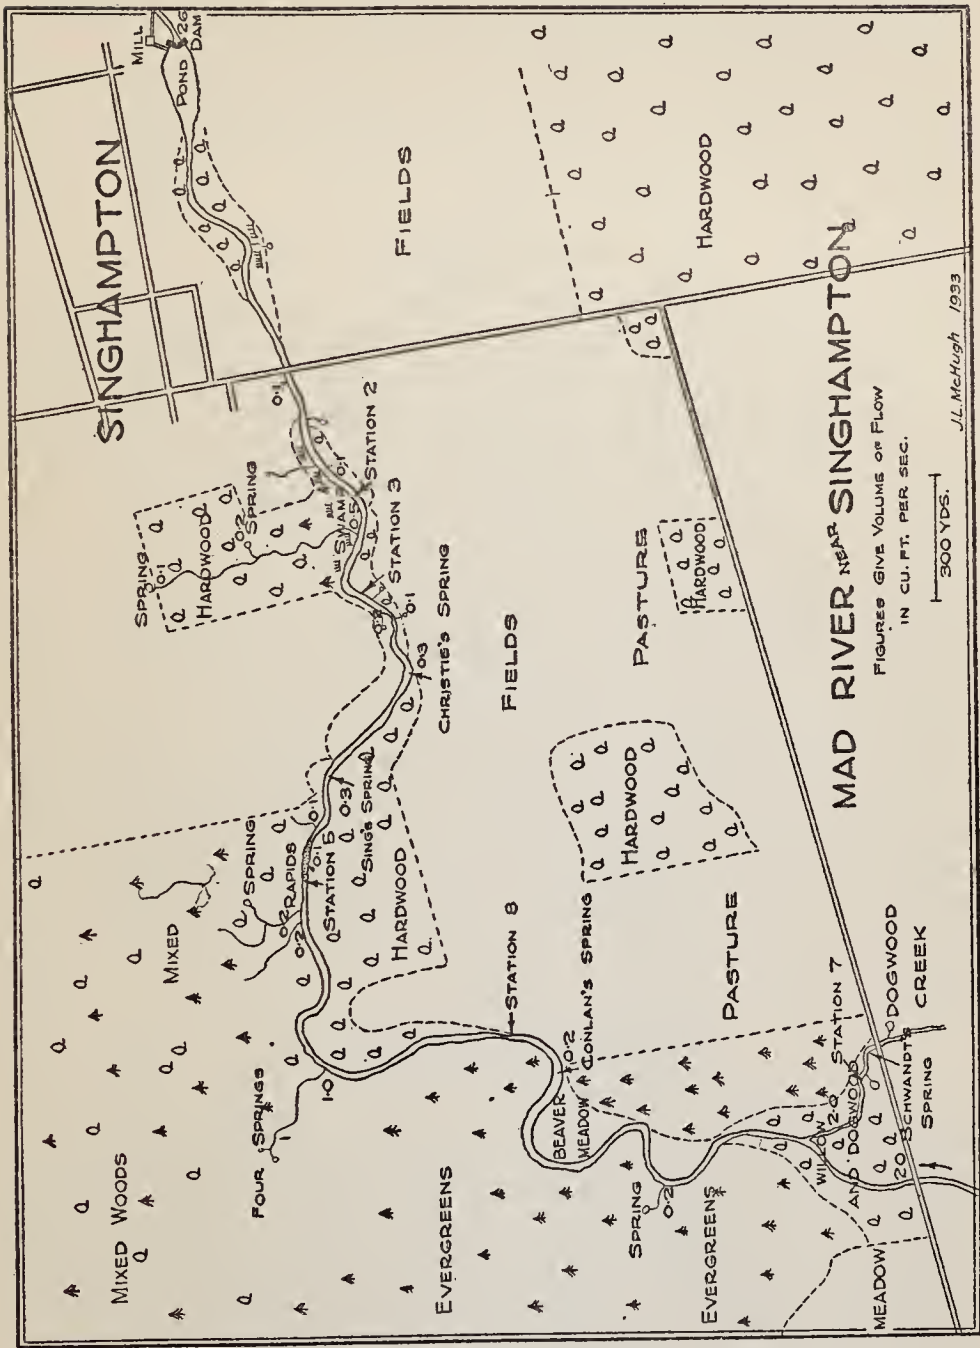 SINGHAMPTON
MILL
26
DAM
POND
FIELDS
HARDWOOD
0.1
STATION 2
0.1
SWAMP
0.5
SPRING
0.2
SPRING
0.1
HARDWOOD
STATION 3
0.1
0.2
0.3
CHRISTIE'S SPRING
FIELDS
PASTURE
HARDWOOD
HARDWOOD
0.3
SING'S SPRING
0.1
0.1
STATION 5
RAPIDS
SPRING
0.2
0.2
HARDWOOD
MIXED
MIXED WOODS
FOUR SPRINGS
1.0
STATION 8
0.2
CONLAN'S SPRING
BEAVER
MEADOW
PASTURE
SPRING
0.2
EVERGREENS
EVERGREENS
STATION 7
2.0
WILLOW
AND DOGWOOD
DOGWOOD
CREEK
SCHWANDT'S
SPRING
20
MEADOW
MAD RIVER NEAR SINGHAMPTON
FIGURES GIVE VOLUME OF FLOW
IN CU. FT. PER SEC.
300 YDS.
J.L. McHugh 1933